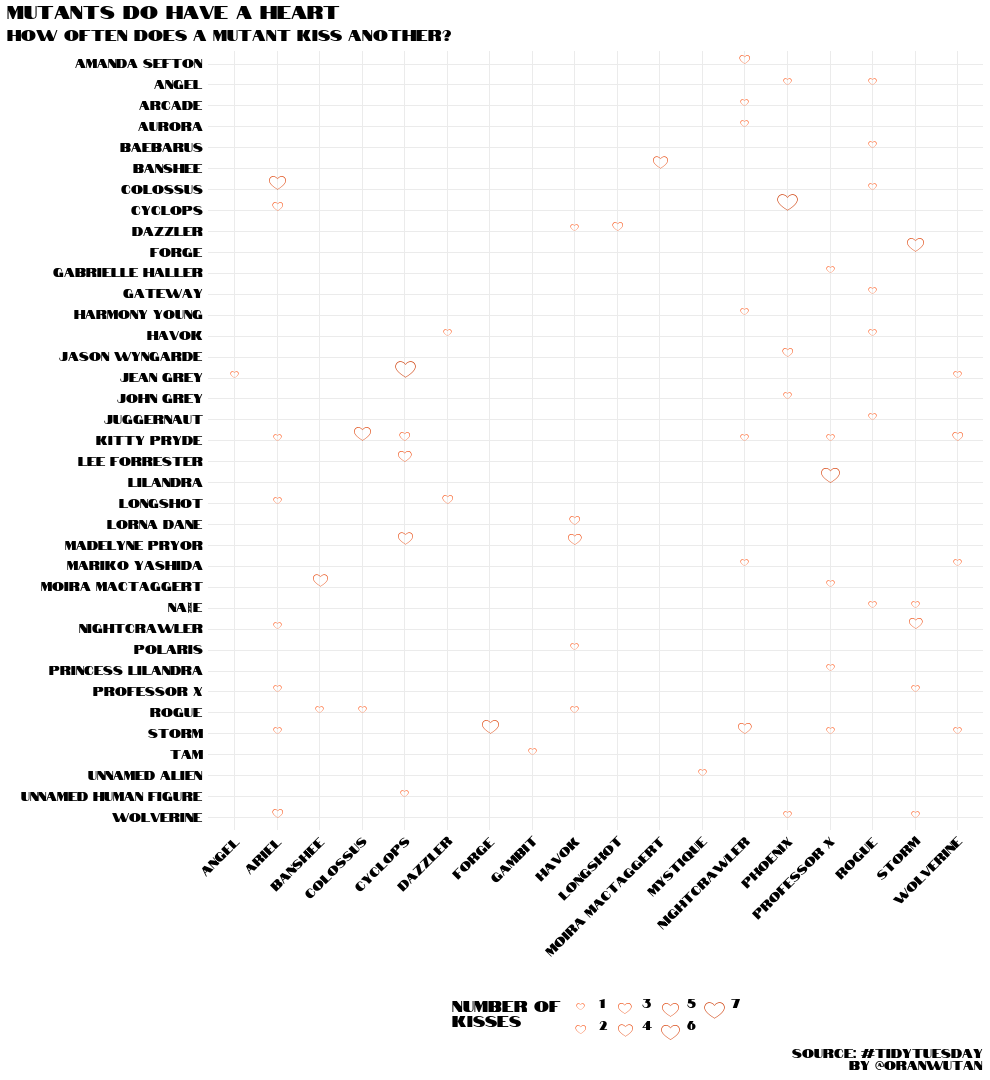 MUTANTS DO HAVE A HEART
HOW OFTEN DOES A MUTANT KISS ANOTHER?
AMANDA SEFTON
ANGEL
ARCADE
AURORA
BAEBARUS
BANSHEE
COLOSSUS
CYCLOPS
DAZZLER
FORGE
GABRIELLE HALLER
GATEWAY
HARMONY YOUNG
HAVOK
JASON WYNGARDE
JEAN GREY
JOHN GREY
JUGGERNAUT
KITTY PRYDE
LEE FORRESTER
LILANDRA
LONGSHOT
LORNA DANE
MADELYNE PRYOR
MARIKO YASHIDA
MOIRA MACTAGGERT
NIGHTCRAWLER
POLARIS
PRINCESS LILANDRA
PROFESSOR X
ROGUE
STORM
TAM
UNNAMED ALIEN
UNNAMED HUMAN FIGURE
WOLVERINE
ANGEL
ARIEL
BANSHEE
COLOSSUS
CYCLOPS
DAZZLER
FORGE
GAMBIT
HAVOK
LONGSHOT
MOIRA MACTAGGERT
MYSTIQUE
NIGHTCRAWLER
PHOENIX
PROFESSOR X
ROGUE
STORM
WOLVERINE
NUMBER OF
KISSES
1 3 5 7
2 4 6
SOURCE: #TIDYTUESDAY
BY @ORANWUTAN